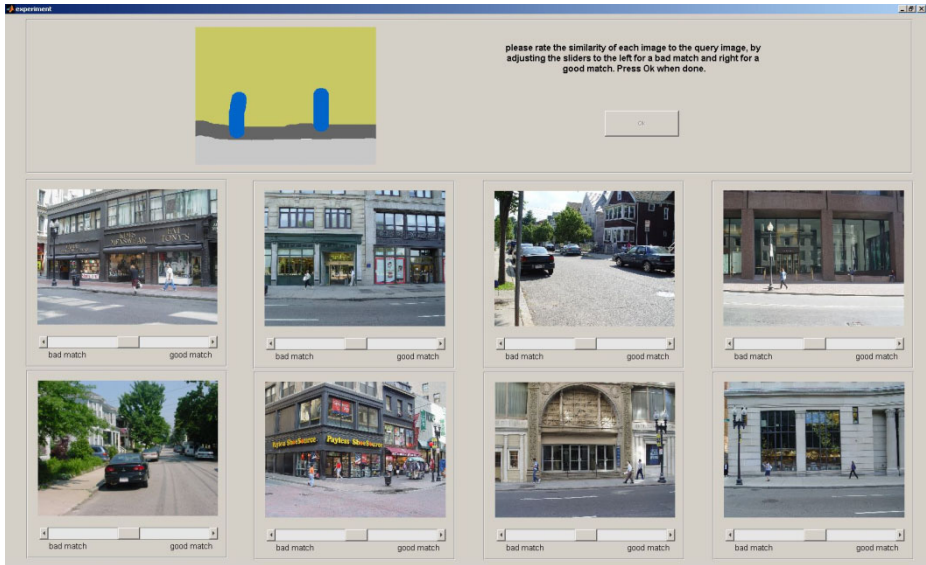 experiment
please rate the similarity of each image to the query image, by
adjusting the sliders to the left for a bad match and right for a
good match. Press Ok when done.
Ok
bad match good match
bad match good match
bad match good match
bad match good match
bad match good match
Payless ShoeSource Payless ShoeSource
bad match good match
bad match good match
bad match good match